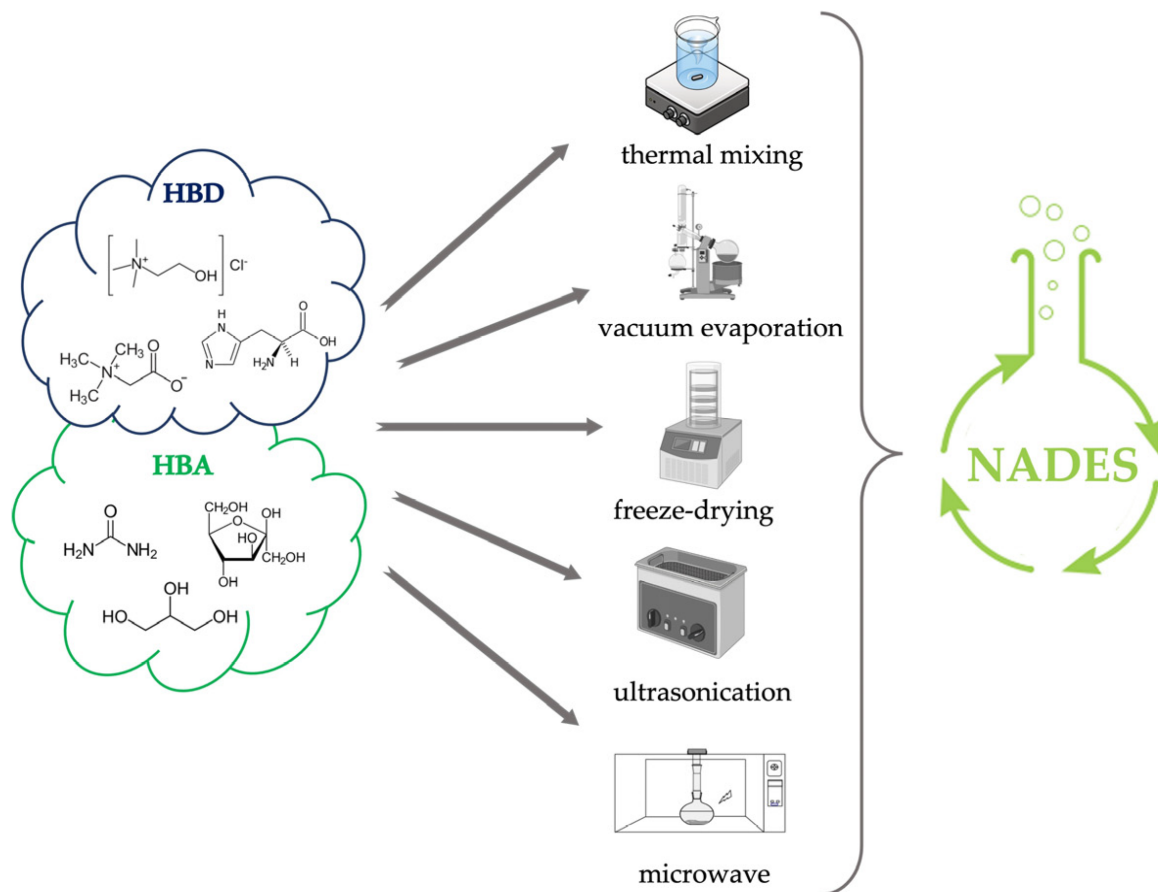 HBD
N+
OH
Cl-
H
N
N
O
OH
H2N
H
H3C
CH3
N+
H3C
CH3
O
O-
HBA
O
H2N
NH2
CH2OH
O
OH
HO
CH2OH
OH
OH
HO
OH
thermal mixing
vacuum evaporation
freeze-drying
ultrasonication
microwave
NADES